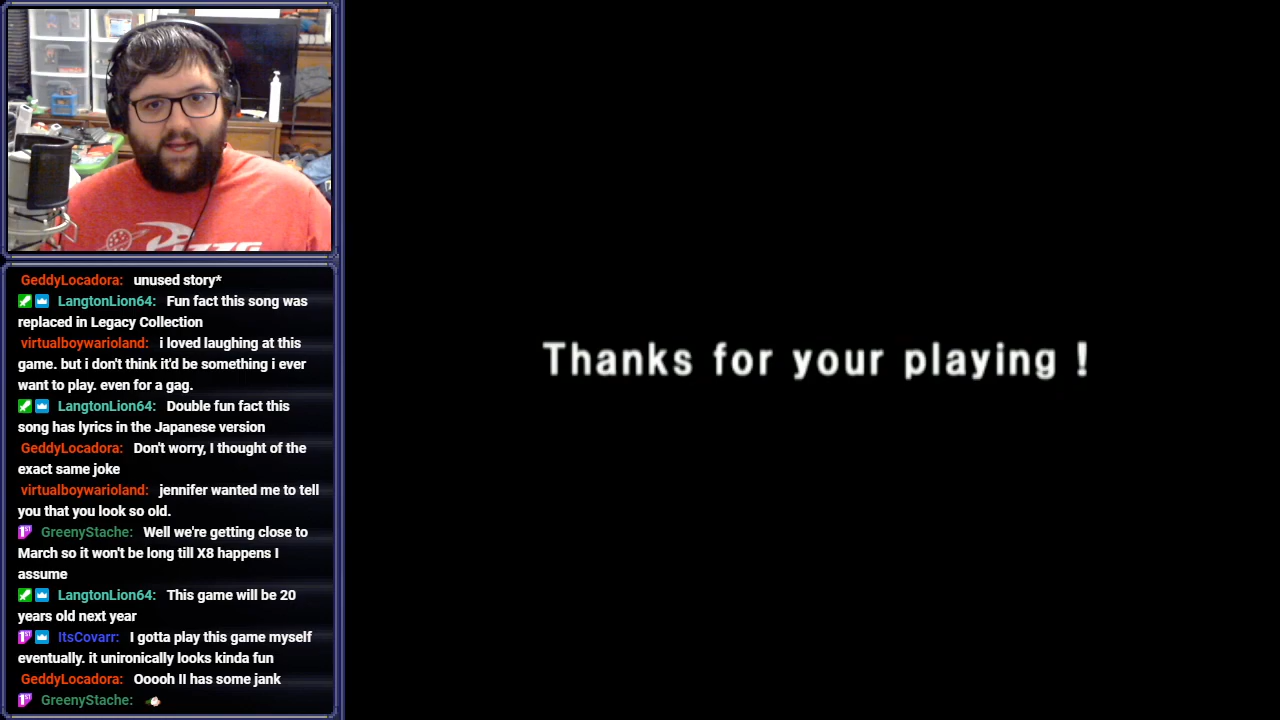 GeddyLocadora: unused story*
LangtonLion64: Fun fact this song was
replaced in Legacy Collection
virtualboywarioland: i loved laughing at this
game. but i don't think it'd be something i ever
want to play. even for a gag.
LangtonLion64: Double fun fact this
song has lyrics in the Japanese version
GeddyLocadora: Don't worry, I thought of the
exact same joke
virtualboywarioland: jennifer wanted me to tell
you that you look so old.
1ST GreenyStache: Well we're getting close to
March so it won't be long till X8 happens I
assume
LangtonLion64: This game will be 20
years old next year
1ST ItsCovarr: I gotta play this game myself
eventually. it unironically looks kinda fun
GeddyLocadora: Ooooh II has some jank
1ST GreenyStache:
Thanks for your playing !